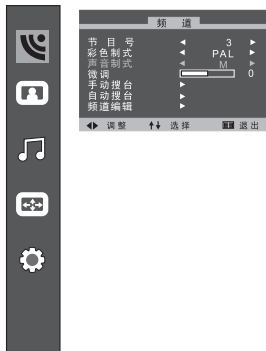 频 道
节 目 号 ◄ 3 ►
彩色制式 ◄ PAL ►
声音制式 ◄ M ►
微调 0
手动搜台 ►
自动搜台 ►
频道编辑 ►
◄► 调整 ↑↓ 选择 退出